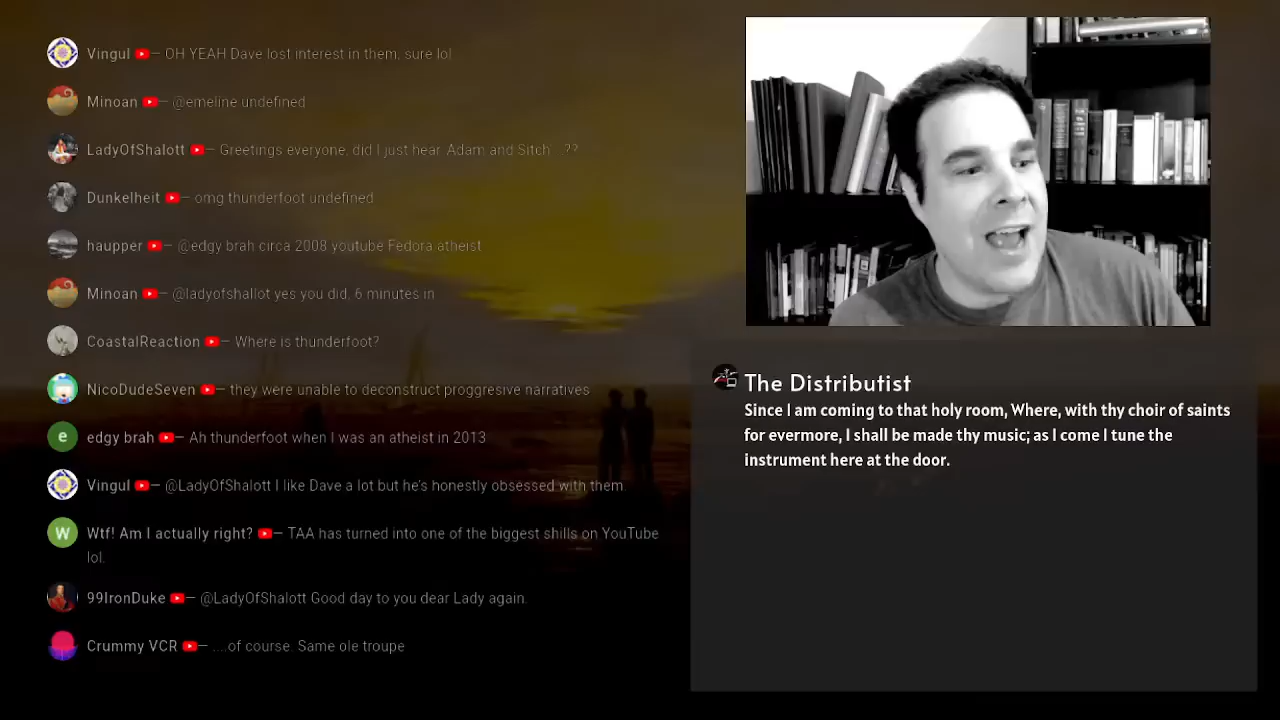 Vingul — OH YEAH Dave lost interest in them, sure lol
Minoan — @emeline undefined
LadyOfShalott — Greetings everyone, did I just hear Adam and Sitch ..??
Dunkelheit — omg thunderfoot undefined
haupper — @edgy brah circa 2008 youtube Fedora atheist
Minoan — @ladyofshallot yes you did, 6 minutes in
CoastalReaction — Where is thunderfoot?
NicoDudeSeven — they were unable to deconstruct proggresive narratives
e
edgy brah — Ah thunderfoot when I was an atheist in 2013
Vingul — @LadyOfShalott I like Dave a lot but he's honestly obsessed with them.
W
Wtf! Am I actually right? — TAA has turned into one of the biggest shills on YouTube
lol.
99IronDuke — @LadyOfShalott Good day to you dear Lady again.
Crummy VCR — ....of course. Same ole troupe
The Distributist
Since I am coming to that holy room, Where, with thy choir of saints
for evermore, I shall be made thy music; as I come I tune the
instrument here at the door.